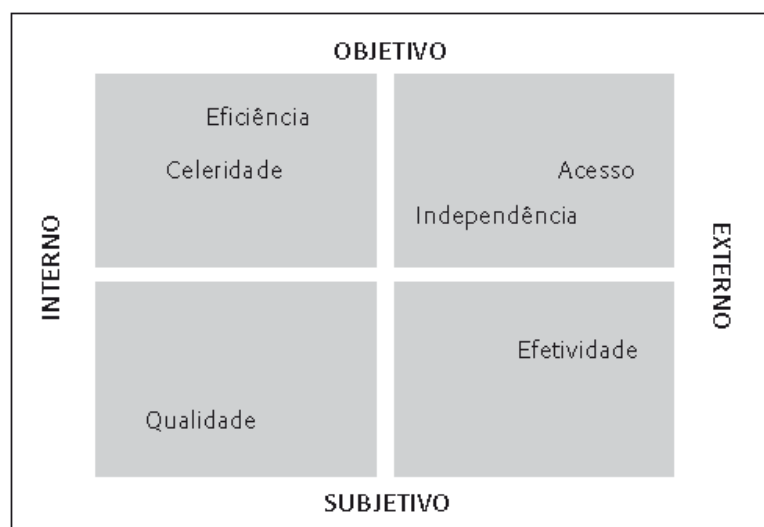 OBJETIVO
Eficiência
Celeridade
Acesso
Independência
INTERNO
EXTERNO
Efetividade
Qualidade
SUBJETIVO